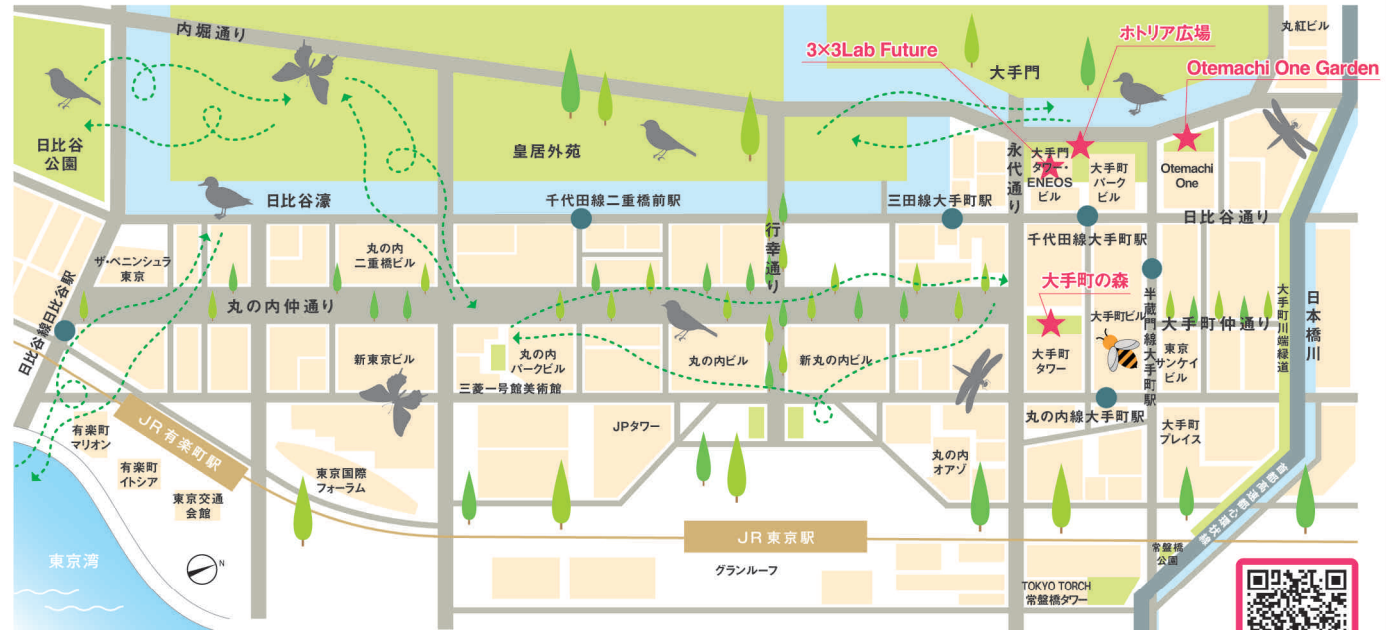 内堀通り
丸紅ビル
ホトリア広場
3×3Lab Future
大手門
Otemachi One Garden
日比谷
公園
皇居外苑
永代通り
大手門
タワー・
ENEOS
ビル
大手町
パーク
ビル
Otemachi
One
日比谷濠
千代田線二重橋前駅
三田線大手町駅
日比谷通り
ザ・ペニンシュラ
東京
丸の内
二重橋ビル
行幸通り
千代田線大手町駅
大手町の森
日比谷線日比谷駅
丸の内仲通り
大手町ビル
半蔵門線大手町駅
大手町仲通り
大手町川端緑道
日本橋川
新東京ビル
丸の内
パークビル
三菱一号館美術館
丸の内ビル
新丸の内ビル
大手町
タワー
東京
サンケイ
ビル
丸の内線大手町駅
有楽町
マリオン
JR有楽町駅
有楽町
イトシア
東京交通
会館
東京国際
フォーラム
JPタワー
丸の内
オアゾ
大手町
プレイス
首都高速都心環状線
東京湾
N
JR東京駅
グランルーフ
常盤橋
公園
TOKYO TORCH
常盤橋タワー